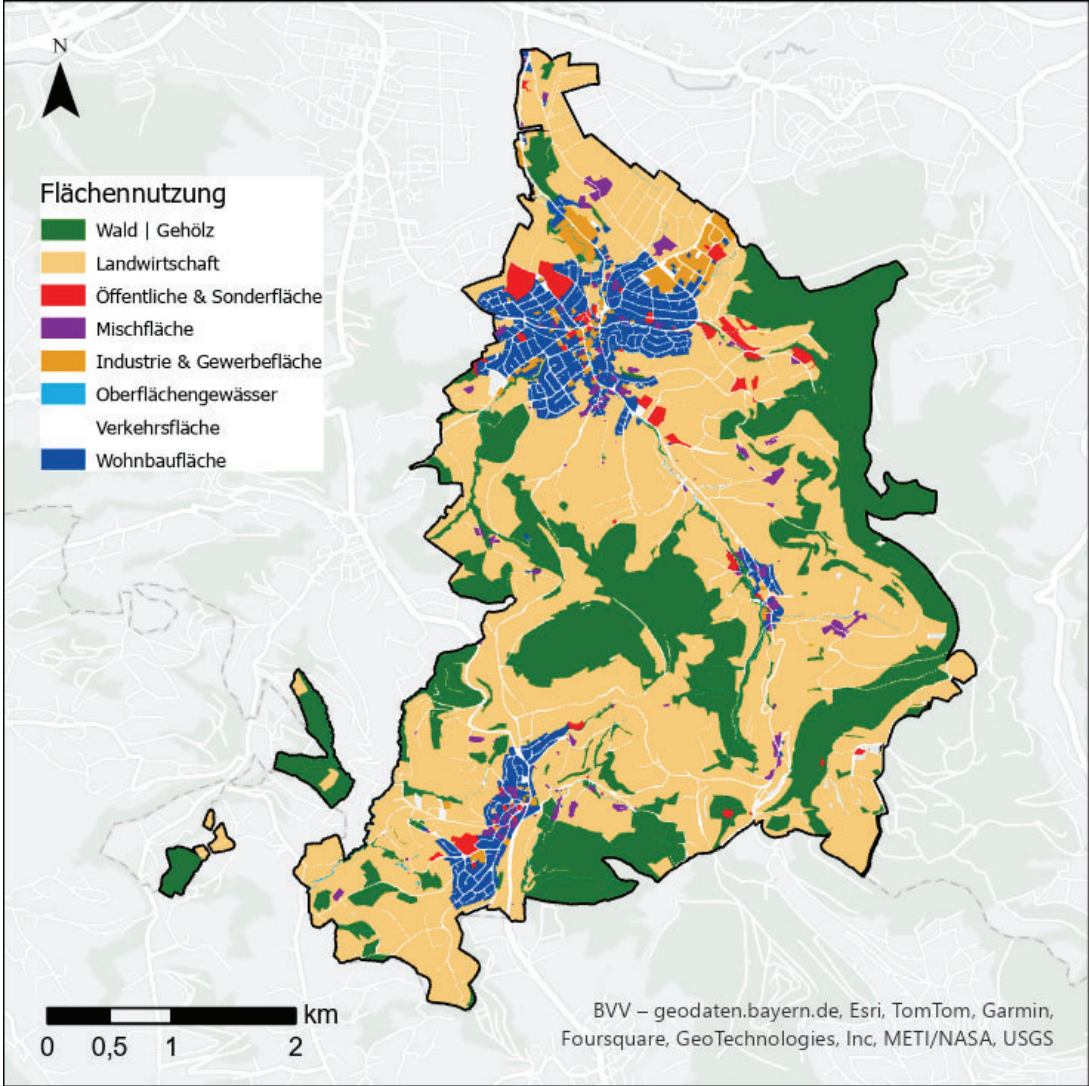 N
Flächennutzung
Wald | Gehölz
Landwirtschaft
Öffentliche & Sonderfläche
Mischfläche
Industrie & Gewerbefläche
Oberflächengewässer
Verkehrsfläche
Wohnbaufläche
km
0 0,5 1 2
BVV – geodaten.bayern.de, Esri, TomTom, Garmin,
Foursquare, GeoTechnologies, Inc, METI/NASA, USGS